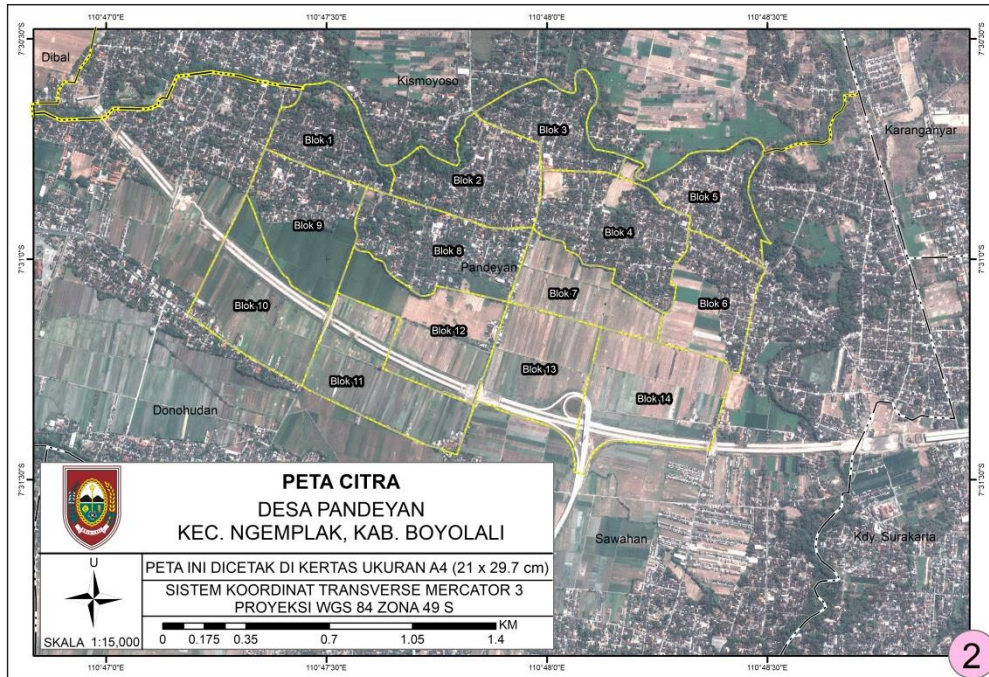 110°47'0"E 110°47'30"E 110°48'0"E 110°48'30"E
7°30'30"S 7°30'30"S
Dibal
Kismoyoso
Karanganyar
Blok 1
Blok 3
Blok 2
Blok 5
Blok 9
Blok 4
Blok 8
Pandeyan
7°31'0"S 7°31'0"S
Blok 10
Blok 7
Blok 6
Blok 12
Blok 11
Blok 13
Blok 14
Donohudan
7°31'30"S 7°31'30"S
Sawahan
Kdy. Surakarta
PETA CITRA
DESA PANDEYAN
KEC. NGEMPLAK, KAB. BOYOLALI
U
SKALA 1:15,000
PETA INI DICETAK DI KERTAS UKURAN A4 (21 x 29.7 cm)
SISTEM KOORDINAT TRANSVERSE MERCATOR 3
PROYEKSI WGS 84 ZONA 49 S
KM
0 0.175 0.35 0.7 1.05 1.4
110°47'0"E 110°47'30"E 110°48'0"E 110°48'30"E
2